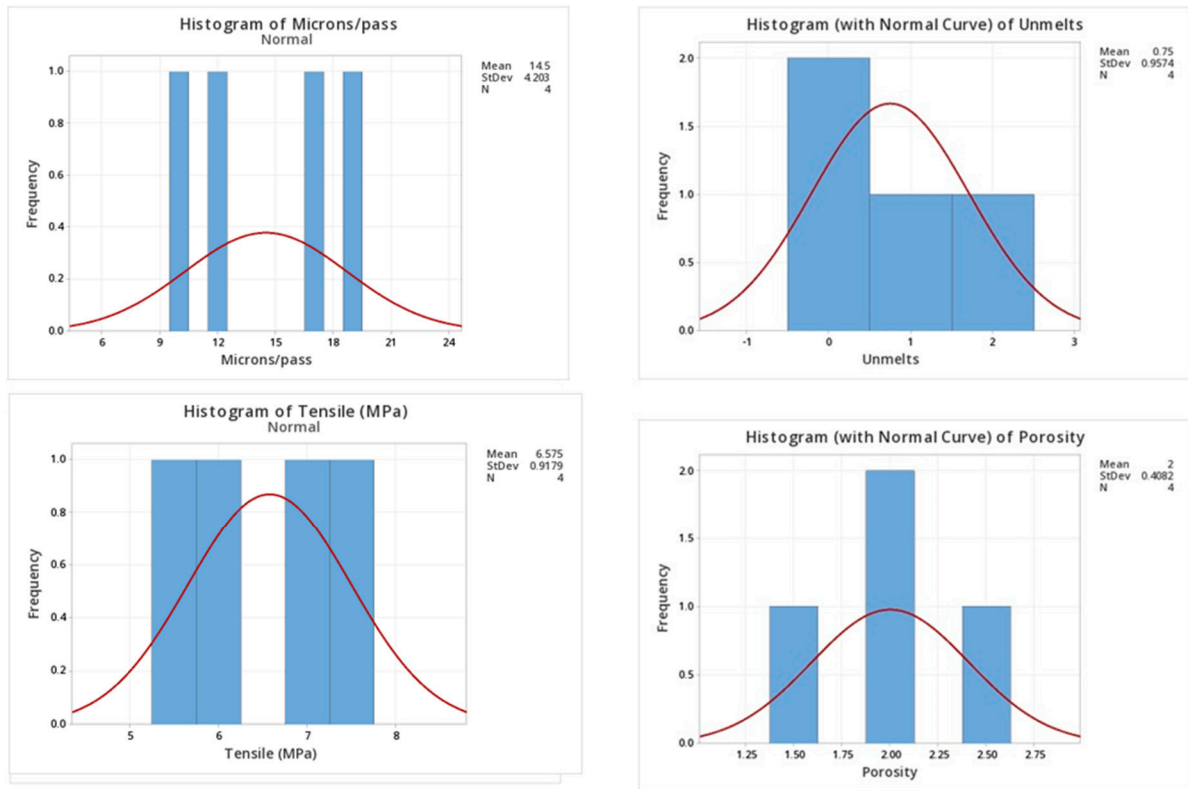 Histogram of Microns/pass
Normal
Mean 14.5
StDev 4.203
N 4
1.0
0.8
0.6
0.4
0.2
0.0
Frequency
6 9 12 15 18 21 24
Microns/pass
Histogram (with Normal Curve) of Unmelts
Mean 0.75
StDev 0.9574
N 4
2.0
1.5
1.0
0.5
0.0
Frequency
-1 0 1 2 3
Unmelts
Histogram of Tensile (MPa)
Normal
Mean 6.575
StDev 0.9179
N 4
1.0
0.8
0.6
0.4
0.2
0.0
Frequency
5 6 7 8
Tensile (MPa)
Histogram (with Normal Curve) of Porosity
Mean 2
StDev 0.4082
N 4
2.0
1.5
1.0
0.5
0.0
Frequency
1.25 1.50 1.75 2.00 2.25 2.50 2.75
Porosity